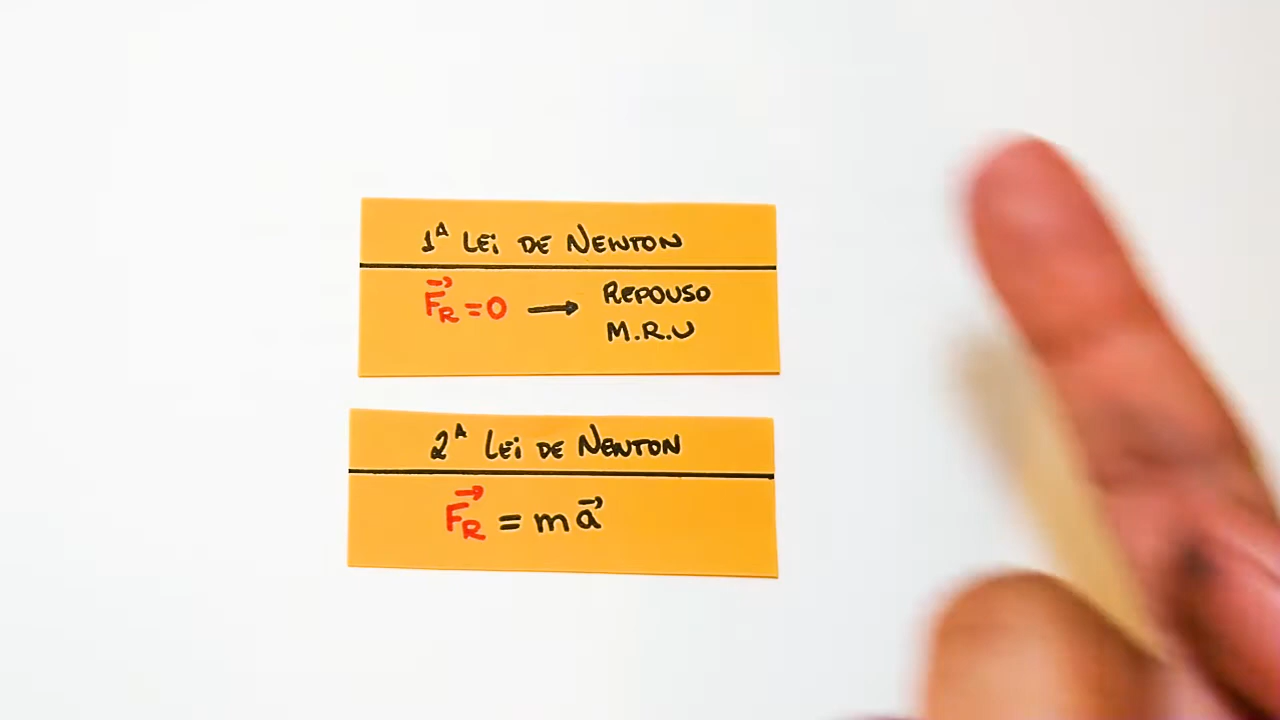 1ª LEi DE NEWTON
F⃗R = 0 → REPOUSO
M.R.U
2ª LEi DE NEWTON
F⃗R = m a⃗